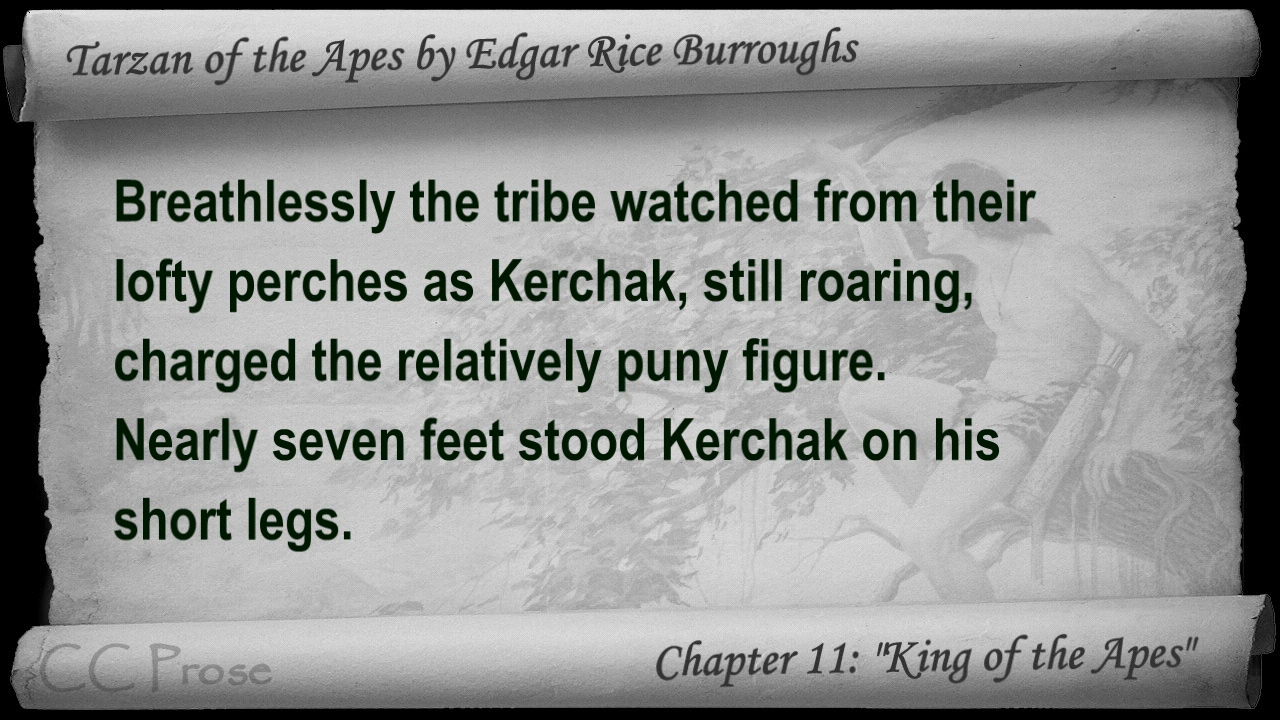 Tarzan of the Apes by Edgar Rice Burroughs
Breathlessly the tribe watched from their
lofty perches as Kerchak, still roaring,
charged the relatively puny figure.
Nearly seven feet stood Kerchak on his
short legs.
CC Prose
Chapter 11: "King of the Apes"